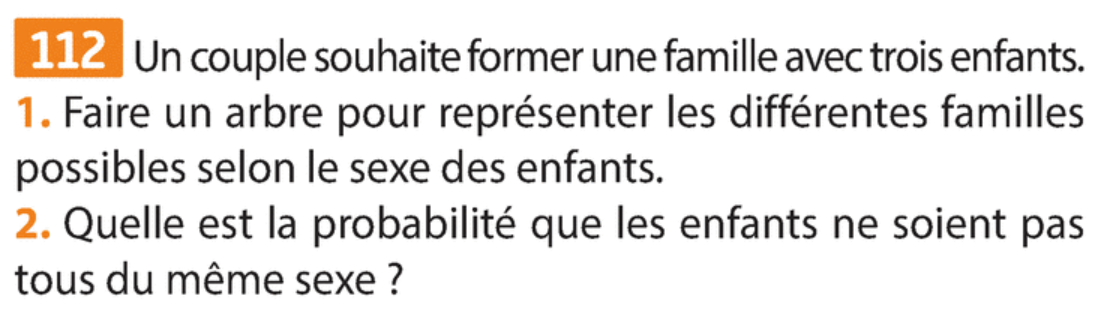 112 Un couple souhaite former une famille avec trois enfants.
1. Faire un arbre pour représenter les différentes familles
possibles selon le sexe des enfants.
2. Quelle est la probabilité que les enfants ne soient pas
tous du même sexe ?